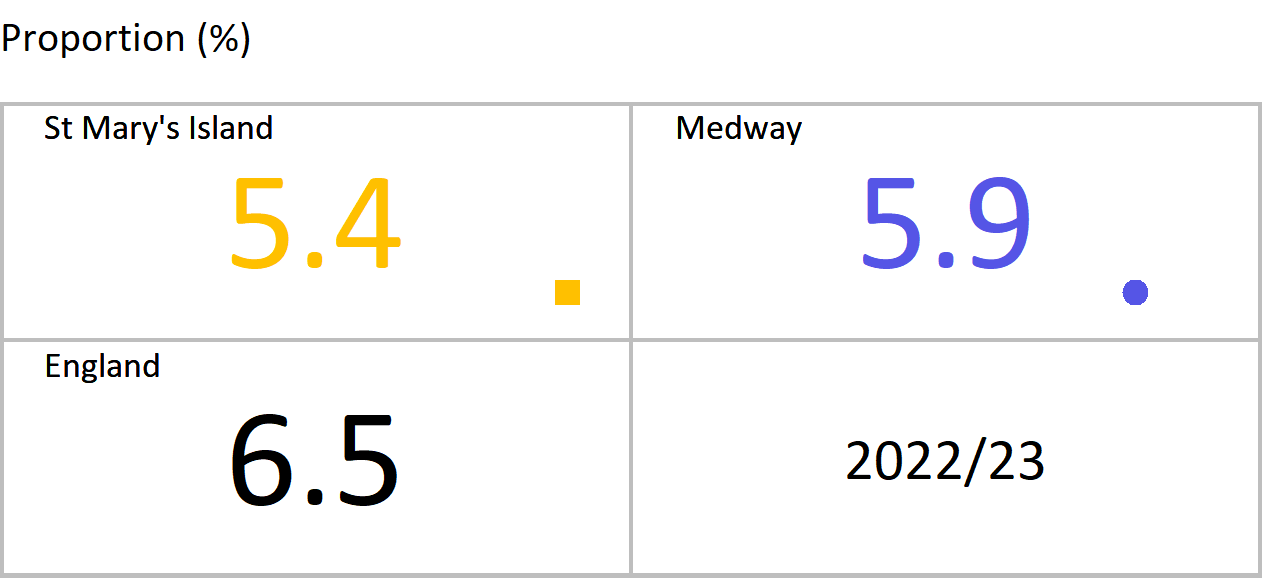 Proportion (%)
St Mary's Island
Medway
5.4
5.9
England
6.5
2022/23